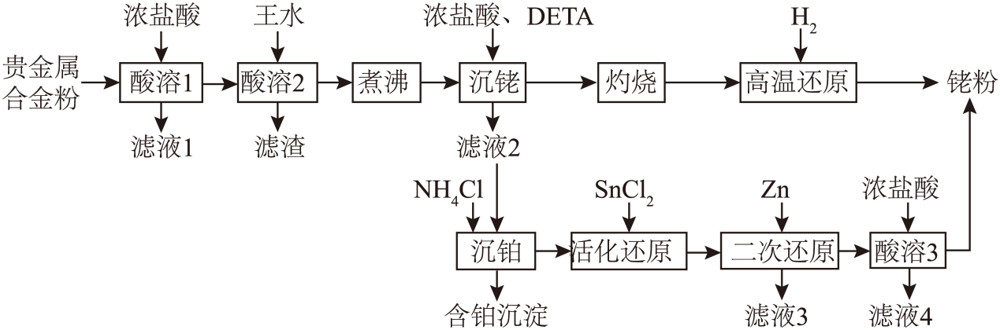 浓盐酸
王水
浓盐酸、DETA
H₂
贵金属
合金粉
酸溶1
酸溶2
煮沸
沉铑
灼烧
高温还原
铑粉
滤液1
滤渣
滤液2
NH₄Cl
SnCl₂
Zn
浓盐酸
沉铂
活化还原
二次还原
酸溶3
含铂沉淀
滤液3
滤液4